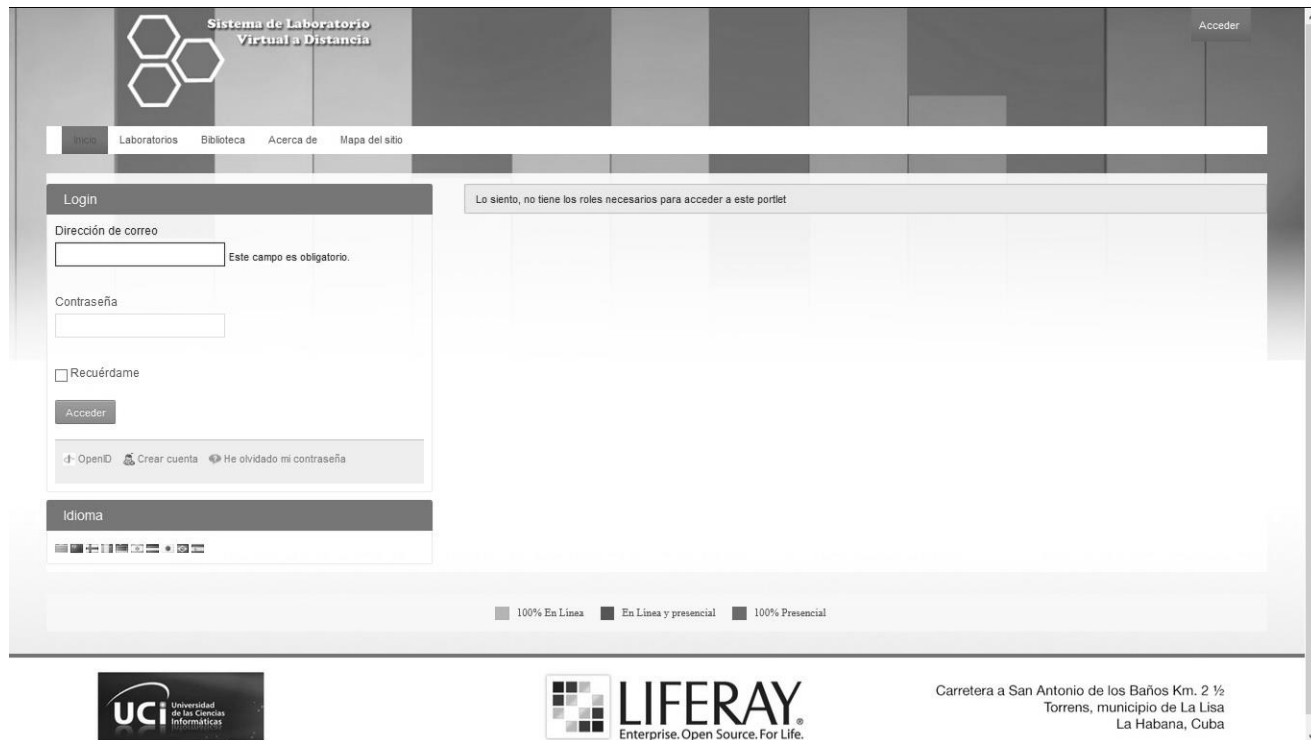 Sistema de Laboratorio
Virtual a Distancia
Acceder
Inicio Laboratorios Biblioteca Acerca de Mapa del sitio
Login
Dirección de correo
Este campo es obligatorio.
Contraseña
Recuérdame
Acceder
OpenID Crear cuenta He olvidado mi contraseña
Idioma
Lo siento, no tiene los roles necesarios para acceder a este portlet
100% En Linea En Linea y presencial 100% Presencial
UCi Universidad
de las Ciencias
Informáticas
LIFERAY®
Enterprise. Open Source. For Life.
Carretera a San Antonio de los Baños Km. 2 ½
Torrens, municipio de La Lisa
La Habana, Cuba